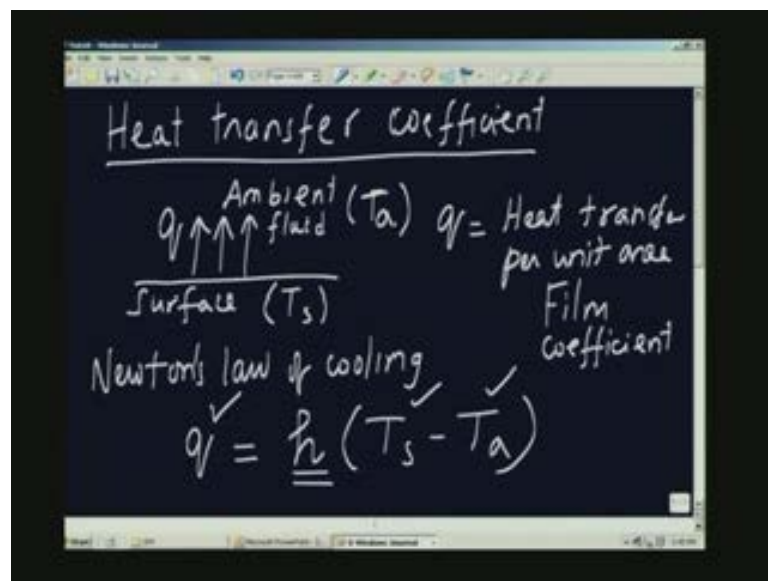 Heat transfer coefficient
Ambient
fluid (Ta)
q
Surface (Ts)
q = Heat transfer
per unit area
Film
coefficient
Newton's law of cooling
q = h (Ts - Ta)